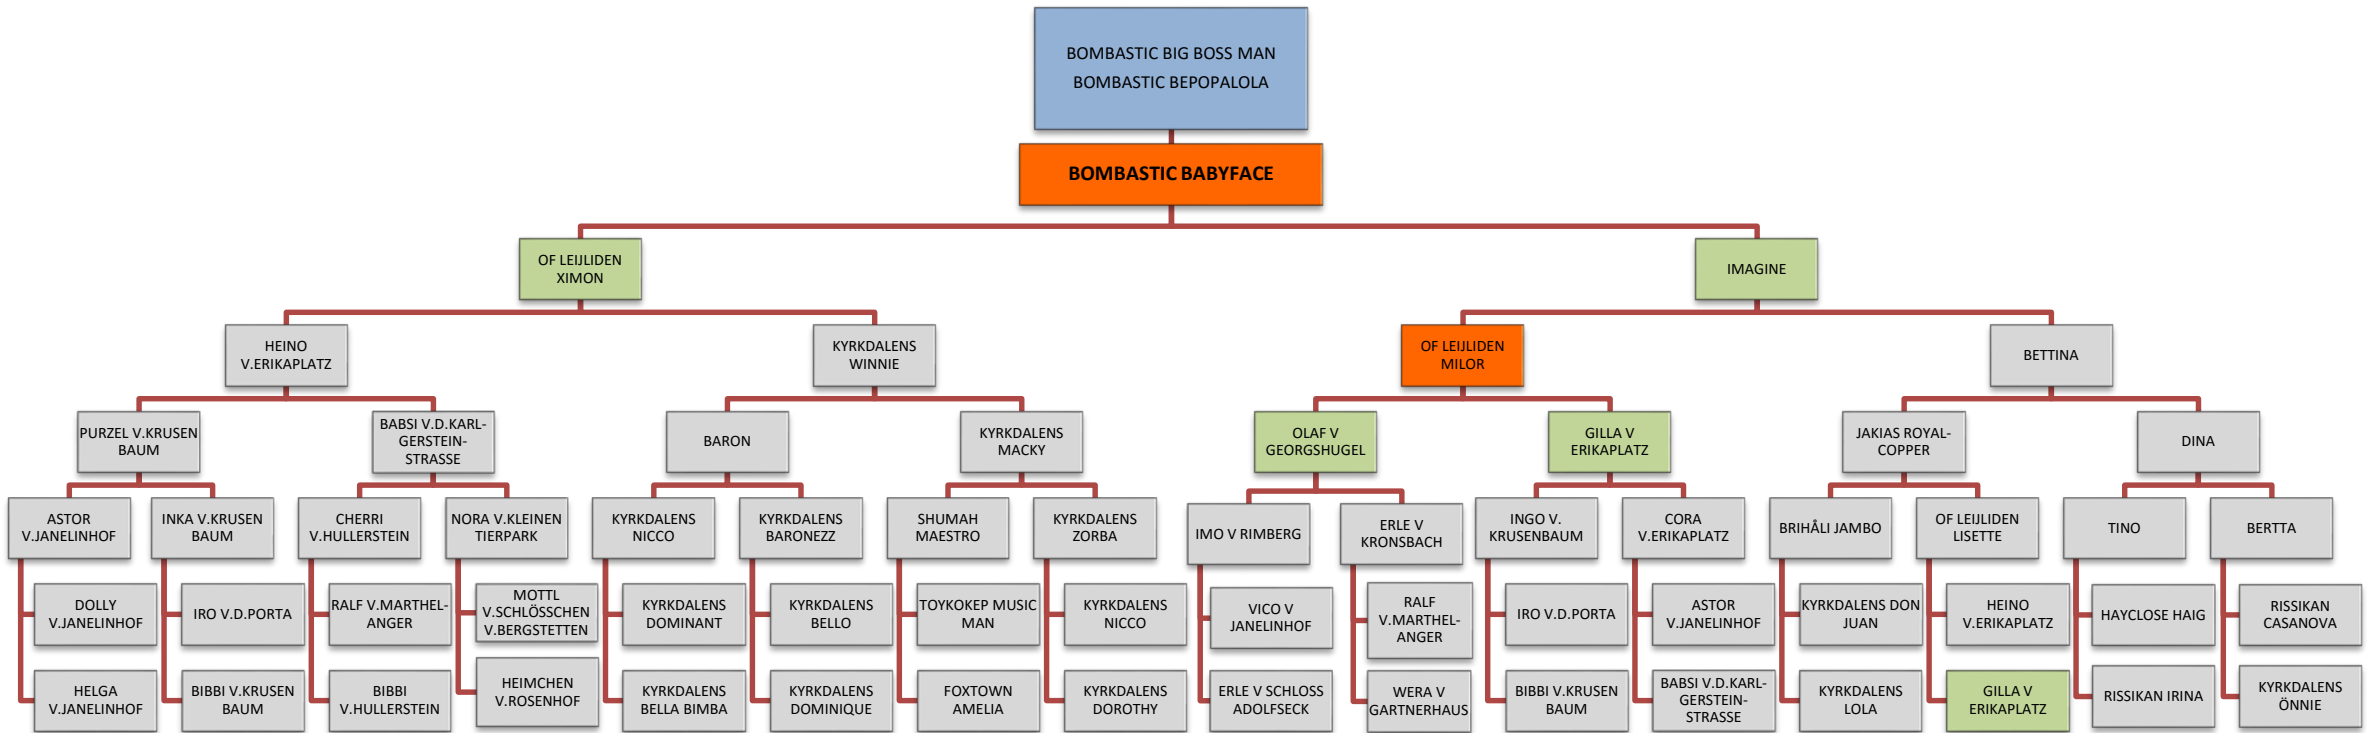 BOMBASTIC BIG BOSS MAN
BOMBASTIC BEPOPALOLA
BOMBASTIC BABYFACE
OF LEIJLIDEN
XIMON
IMAGINE
HEINO
V.ERIKAPLATZ
KYRKDALENS
WINNIE
OF LEIJLIDEN
MILOR
BETTINA
PURZEL V.KRUSEN
BAUM
BABSI V.D.KARL-
GERSTEIN-
STRASSE
BARON
KYRKDALENS
MACKY
OLAF V
GEORGSHUGEL
GILLA V
ERIKAPLATZ
JAKIAS ROYAL-
COPPER
DINA
ASTOR
V.JANELINHOF
INKA V.KRUSEN
BAUM
CHERRI
V.HULLERSTEIN
NORA V.KLEINEN
TIERPARK
KYRKDALENS
NICCO
KYRKDALENS
BARONEZZ
SHUMAH
MAESTRO
KYRKDALENS
ZORBA
IMO V RIMBERG
ERLE V
KRONSBACH
INGO V.
KRUSENBAUM
CORA
V.ERIKAPLATZ
BRIHÅLI JAMBO
OF LEIJLIDEN
LISETTE
TINO
BERTTA
DOLLY
V.JANELINHOF
IRO V.D.PORTA
RALF V.MARTHEL-
ANGER
MOTTL
V.SCHLÖSSCHEN
V.BERGSTETTEN
KYRKDALENS
DOMINANT
KYRKDALENS
BELLO
TOYKOKEP MUSIC
MAN
KYRKDALENS
NICCO
VICO V
JANELINHOF
RALF
V.MARTHEL-
ANGER
IRO V.D.PORTA
ASTOR
V.JANELINHOF
KYRKDALENS DON
JUAN
HEINO
V.ERIKAPLATZ
HAYCLOSE HAIG
RISSIKAN
CASANOVA
HELGA
V.JANELINHOF
BIBBI V.KRUSEN
BAUM
BIBBI
V.HULLERSTEIN
HEIMCHEN
V.ROSENHOF
KYRKDALENS
BELLA BIMBA
KYRKDALENS
DOMINIQUE
FOXTOWN
AMELIA
KYRKDALENS
DOROTHY
ERLE V SCHLOSS
ADOLFSECK
WERA V
GARTNERHAUS
BIBBI V.KRUSEN
BAUM
BABSI V.D.KARL-
GERSTEIN-
STRASSE
KYRKDALENS
LOLA
GILLA V
ERIKAPLATZ
RISSIKAN IRINA
KYRKDALENS
ÖNNIE